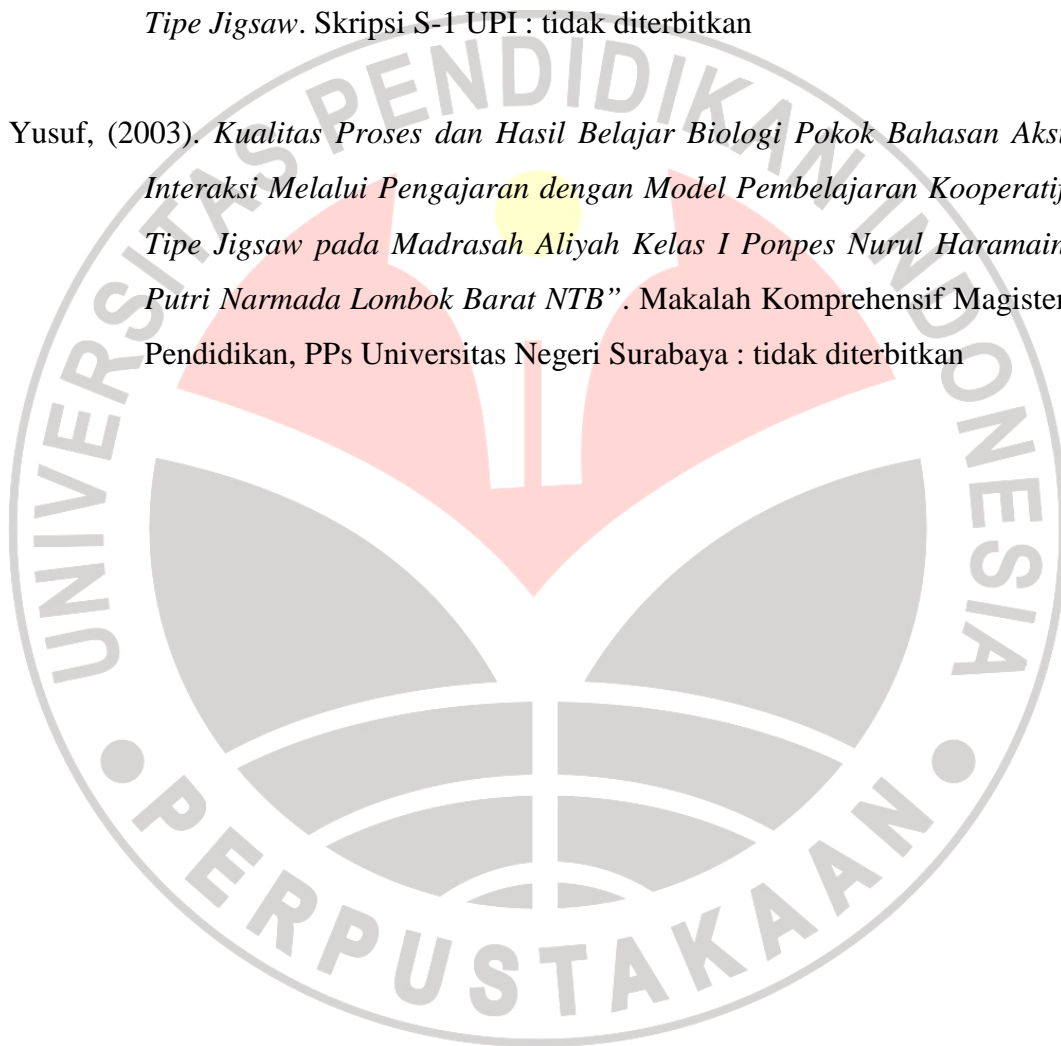 Tipe Jigsaw. Skripsi S-1 UPI : tidak diterbitkan
Yusuf, (2003). Kualitas Proses dan Hasil Belajar Biologi Pokok Bahasan Aksi
Interaksi Melalui Pengajaran dengan Model Pembelajaran Kooperatif
Tipe Jigsaw pada Madrasah Aliyah Kelas I Ponpes Nurul Haramain
Putri Narmada Lombok Barat NTB”. Makalah Komprehensif Magister
Pendidikan, PPs Universitas Negeri Surabaya : tidak diterbitkan
UNIVERSITAS PENDIDIKAN INDONESIA
PERPUSTAKAAN